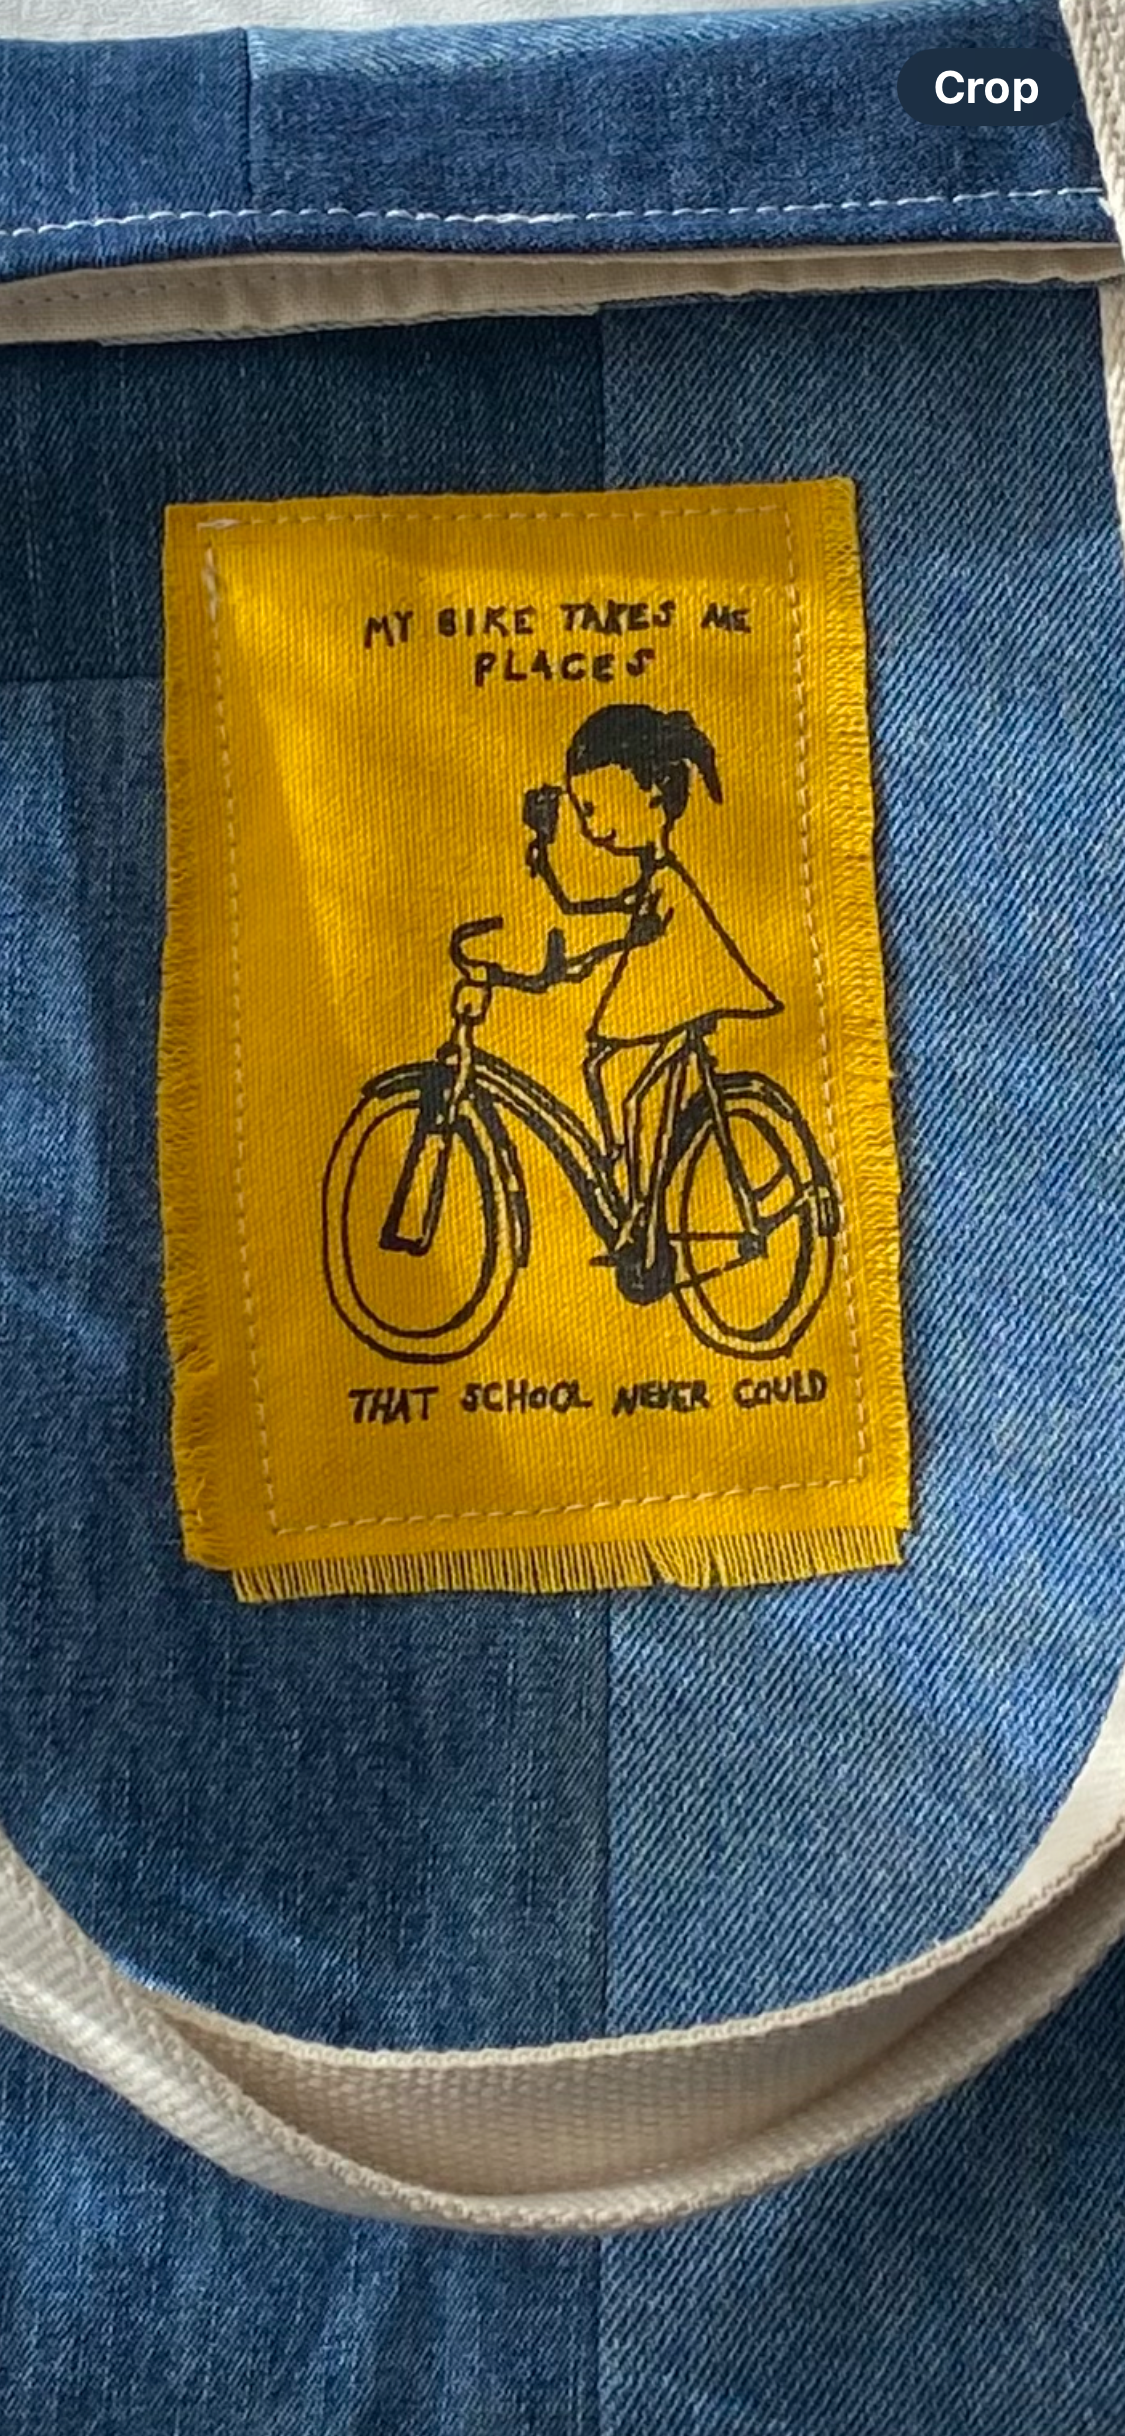 Crop
MY BIKE TAKES ME
PLACES
THAT SCHOOL NEVER COULD